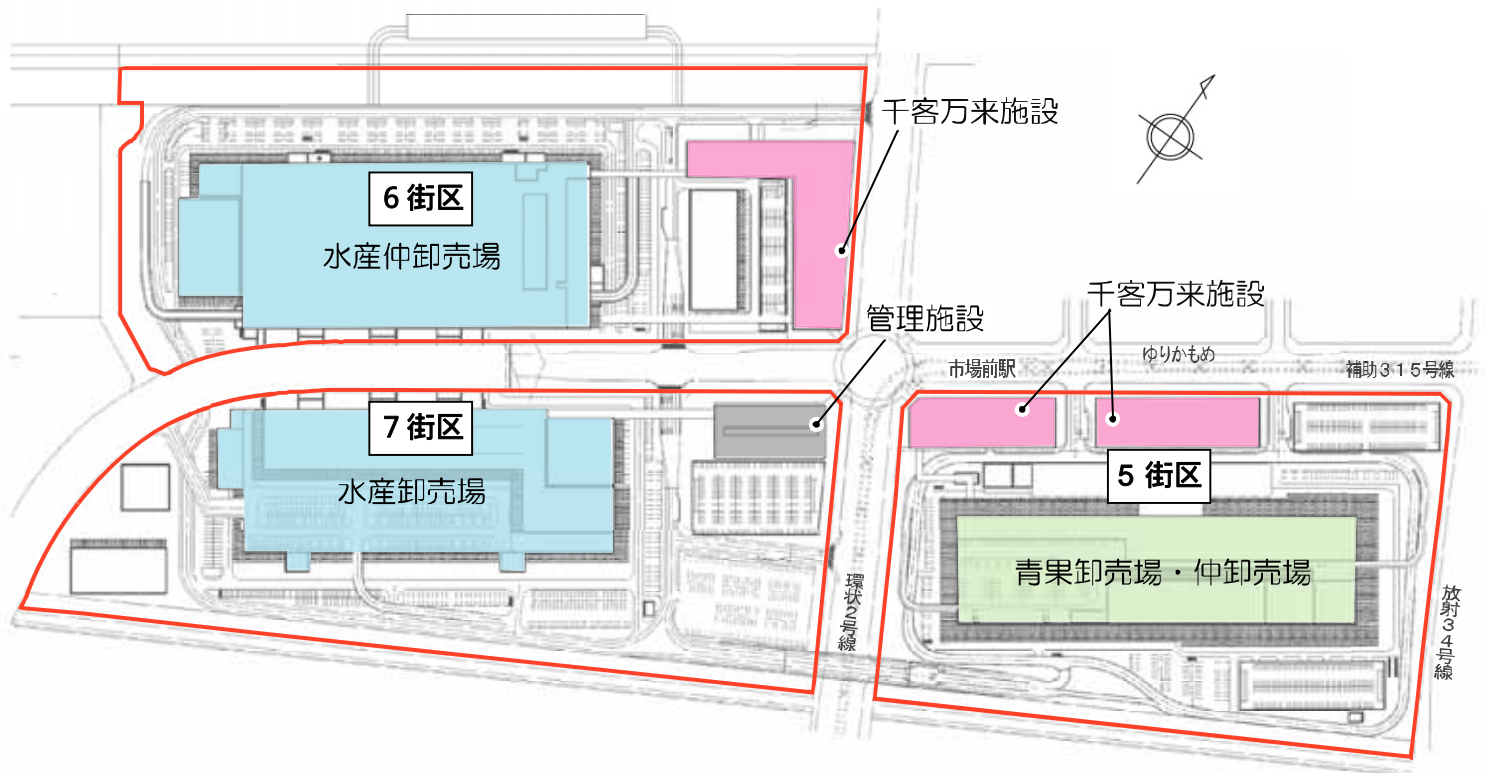 千客万来施設
6街区
水産仲卸売場
千客万来施設
管理施設
市場前駅
ゆりかもめ
補助315号線
7街区
水産卸売場
5街区
青果卸売場・仲卸売場
環状2号線
放射34号線